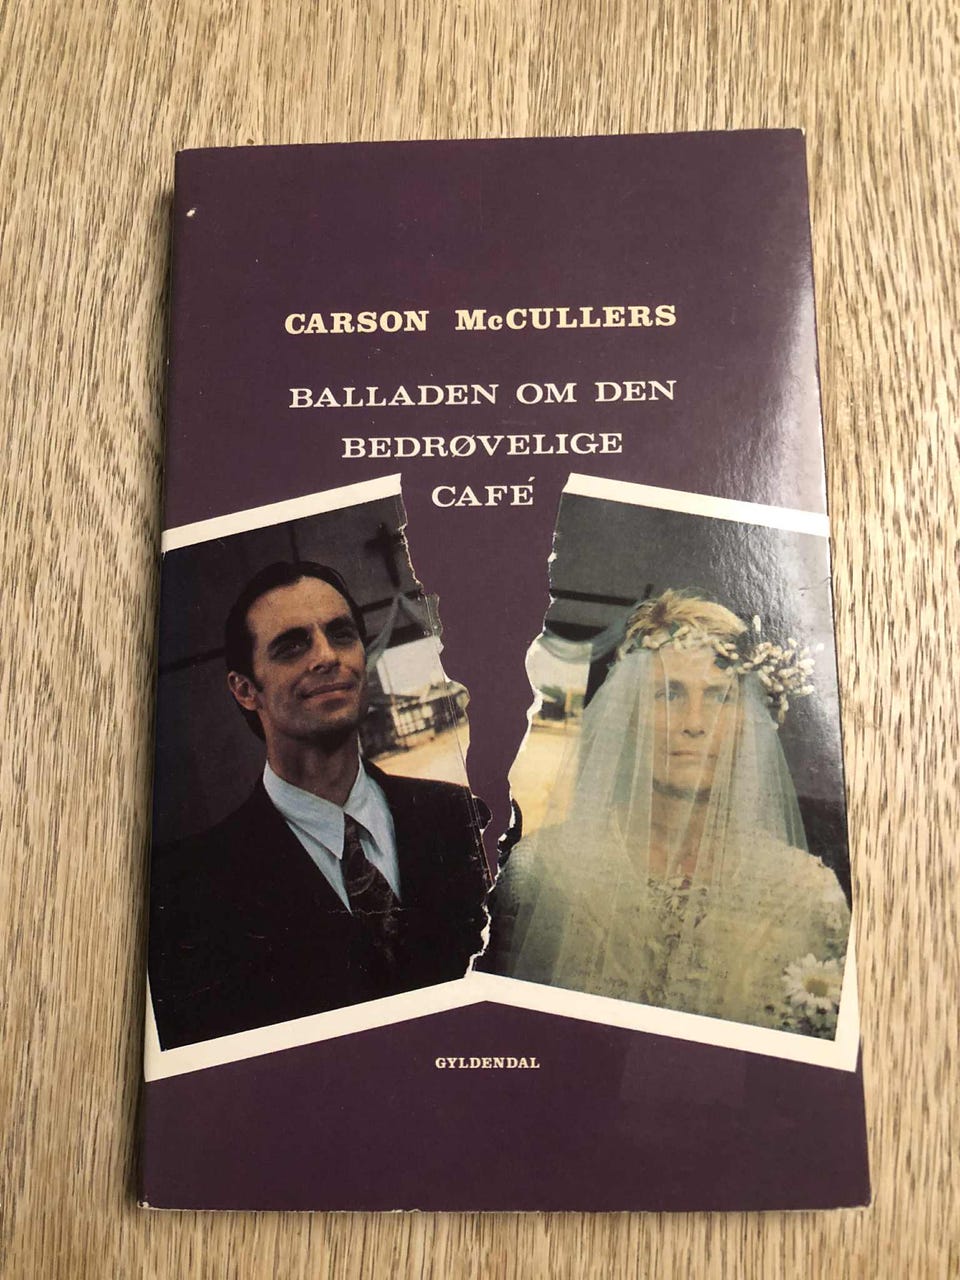 CARSON McCULLERS
BALLADEN OM DEN
BEDRØVELIGE
CAFÉ
GYLDENDAL